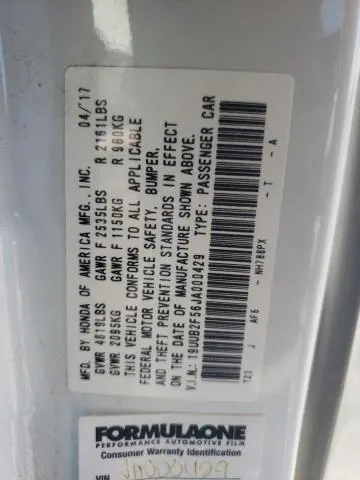 MFD. BY HONDA OF AMERICA MFG., INC. 04/'17
GVWR 4619LBS GAWR F 2535LBS R 2161LBS
GVWR 2095KG GAWR F 1150KG R 980KG
THIS VEHICLE CONFORMS TO ALL APPLICABLE
FEDERAL MOTOR VEHICLE SAFETY, BUMPER,
AND THEFT PREVENTION STANDARDS IN EFFECT
ON THE DATE OF MANUFACTURE SHOWN ABOVE.
V.I.N.: 19UUB2F56JA000429 TYPE: PASSENGER CAR
TZ3 J AF6 - NH788PX - T - A
FORMULAONE
PERFORMANCE AUTOMOTIVE FILM
Consumer Warranty Identification
VIN JA000429